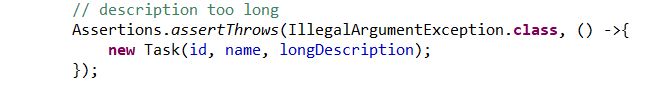 // description too long
Assertions.assertThrows(IllegalArgumentException.class, () ->{
new Task(id, name, longDescription);
});